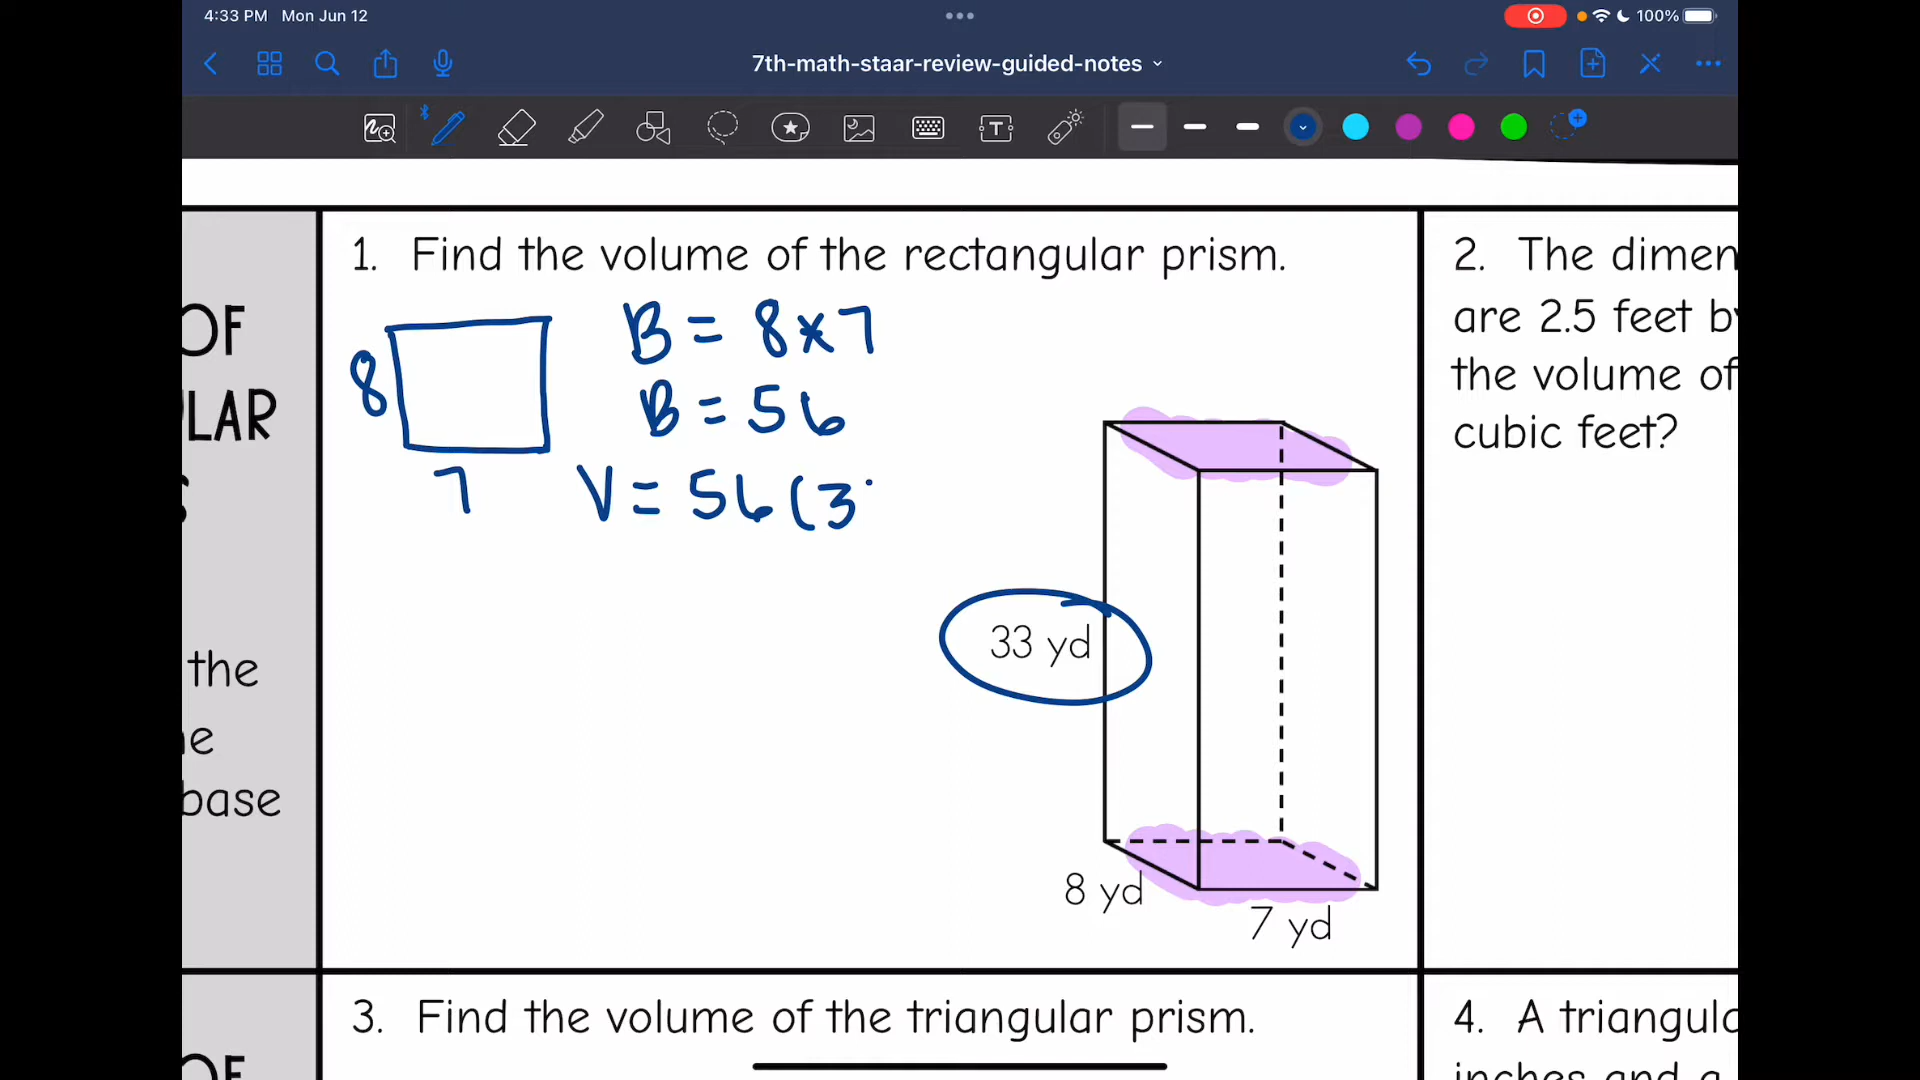 4:33 PM Mon Jun 12
100%
7th-math-staar-review-guided-notes
T
OF
LAR
S
the
base
1. Find the volume of the rectangular prism.
B = 8*7
B = 56
V = 56(3
8
7
33 yd
8 yd
7 yd
2. The dimen
are 2.5 feet b
the volume of
cubic feet?
3. Find the volume of the triangular prism.
4. A triangula
inches and a
OF